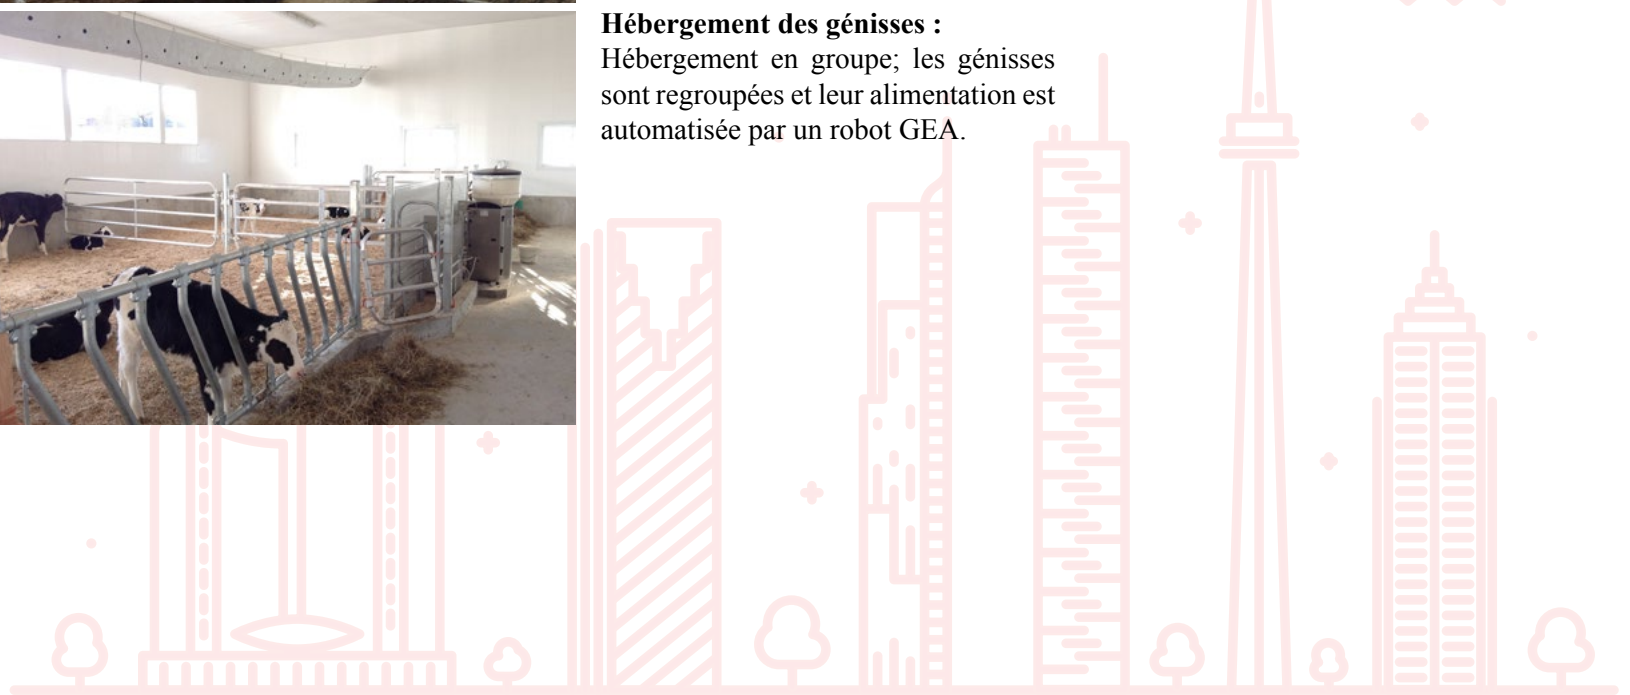 Hébergement des génisses :
Hébergement en groupe; les génisses
sont regroupées et leur alimentation est
automatisée par un robot GEA.